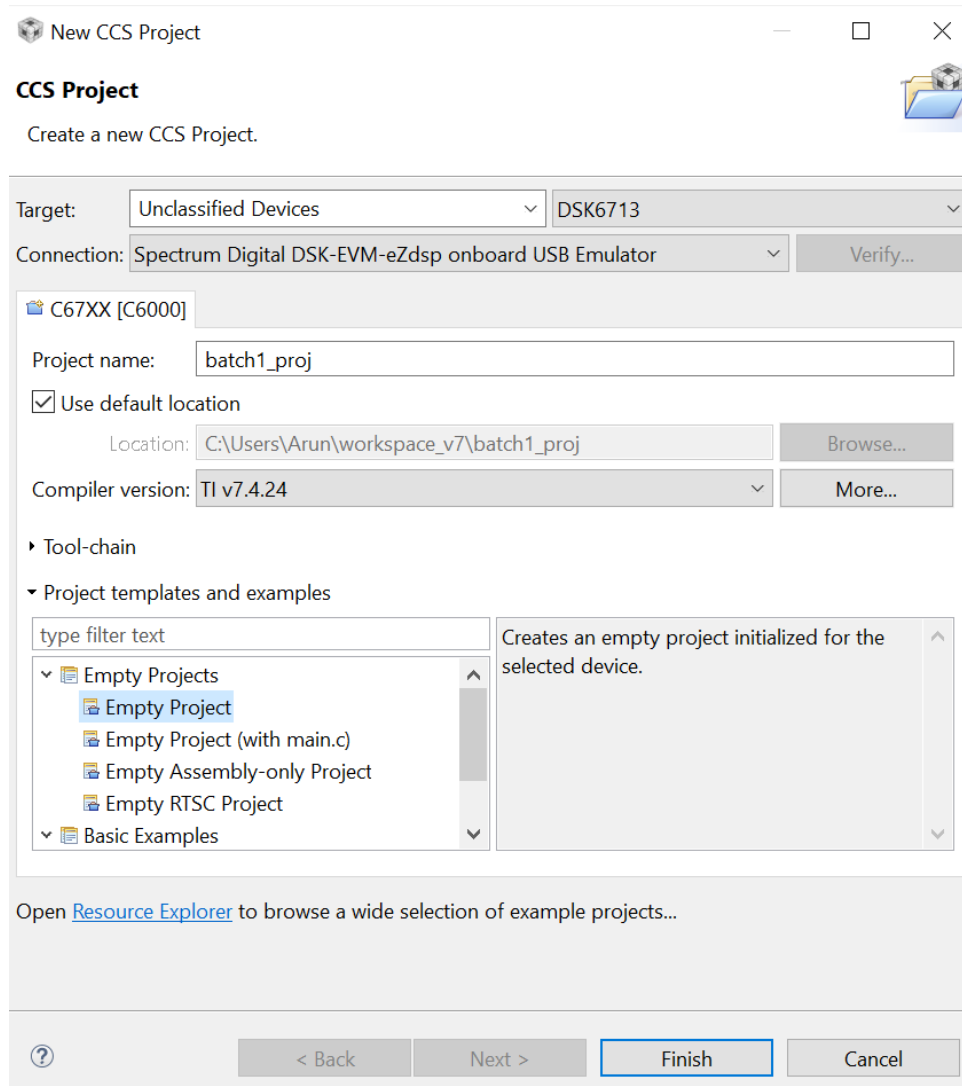 New CCS Project
CCS Project
Create a new CCS Project.
Target: Unclassified Devices DSK6713
Connection: Spectrum Digital DSK-EVM-eZdsp onboard USB Emulator Verify...
C67XX [C6000]
Project name: batch1_proj
Use default location
Location: C:\Users\Arun\workspace_v7\batch1_proj Browse...
Compiler version: TI v7.4.24 More...
Tool-chain
Project templates and examples
type filter text
Creates an empty project initialized for the
selected device.
Empty Projects
Empty Project
Empty Project (with main.c)
Empty Assembly-only Project
Empty RTSC Project
Basic Examples
Open Resource Explorer to browse a wide selection of example projects...
? < Back Next > Finish Cancel